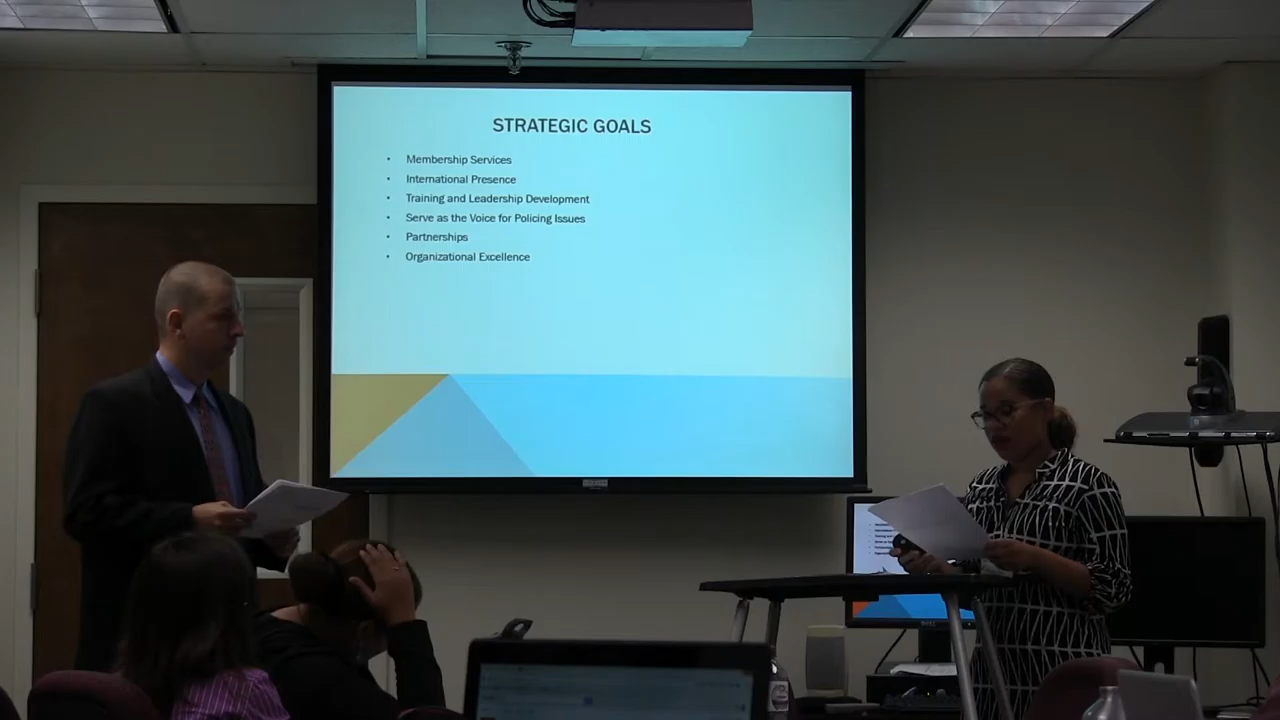 STRATEGIC GOALS
• Membership Services
• International Presence
• Training and Leadership Development
• Serve as the Voice for Policing Issues
• Partnerships
• Organizational Excellence